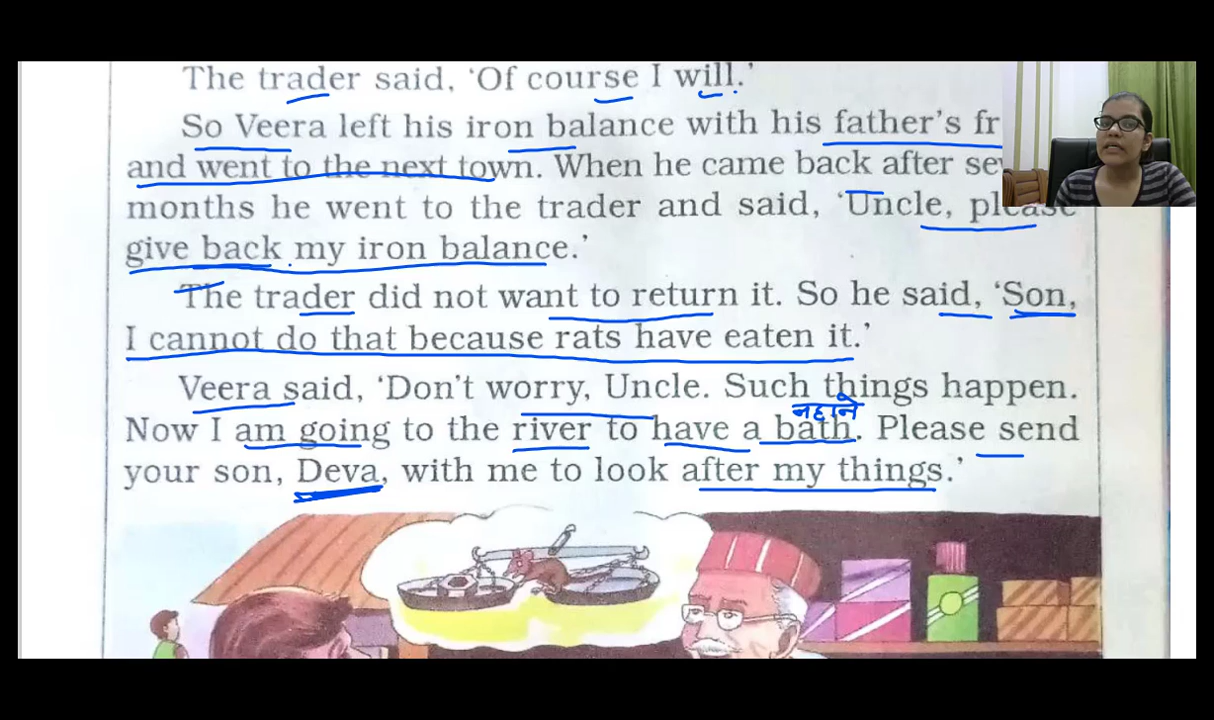 The trader said, ‘Of course I will.’
So Veera left his iron balance with his father’s fr
and went to the next town. When he came back after se
months he went to the trader and said, ‘Uncle, please
give back my iron balance.’
The trader did not want to return it. So he said, ‘Son,
I cannot do that because rats have eaten it.’
Veera said, ‘Don’t worry, Uncle. Such things happen.
नहाने
Now I am going to the river to have a bath. Please send
your son, Deva, with me to look after my things.’